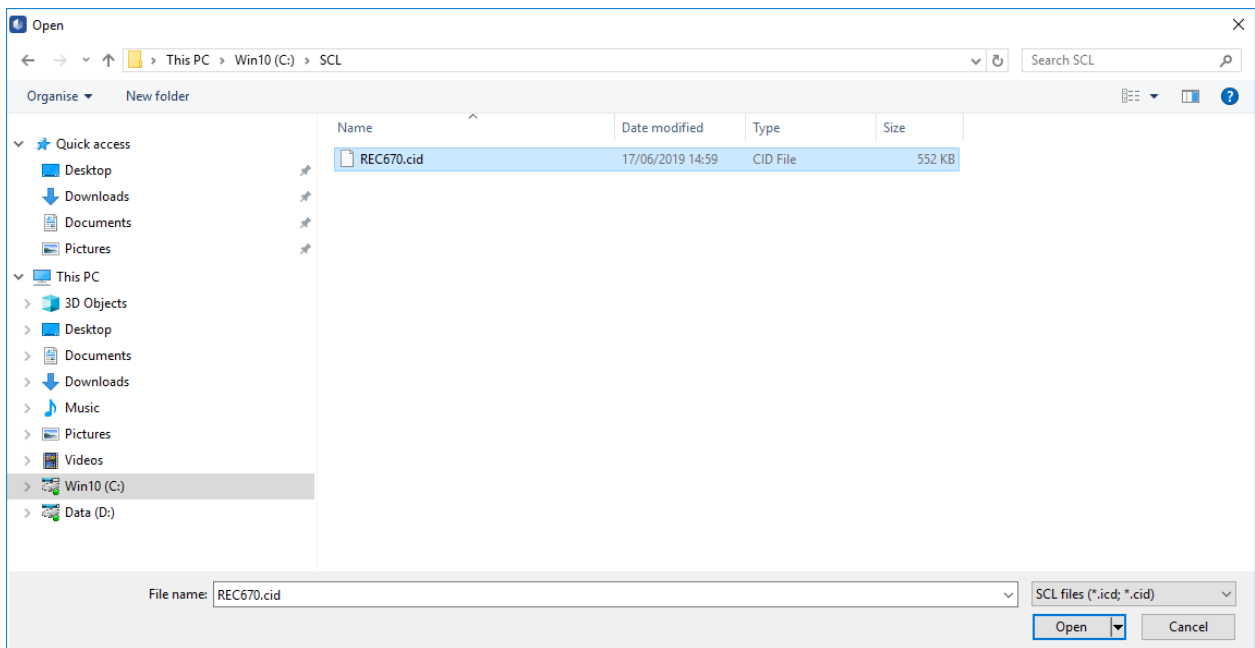 Open
This PC > Win10 (C:) > SCL
Search SCL
Organise
New folder
Name
Date modified
Type
Size
REC670.cid
17/06/2019 14:59
CID File
552 KB
Quick access
Desktop
Downloads
Documents
Pictures
This PC
3D Objects
Desktop
Documents
Downloads
Music
Pictures
Videos
Win10 (C:)
Data (D:)
File name:
REC670.cid
SCL files (*.icd; *.cid)
Open
Cancel